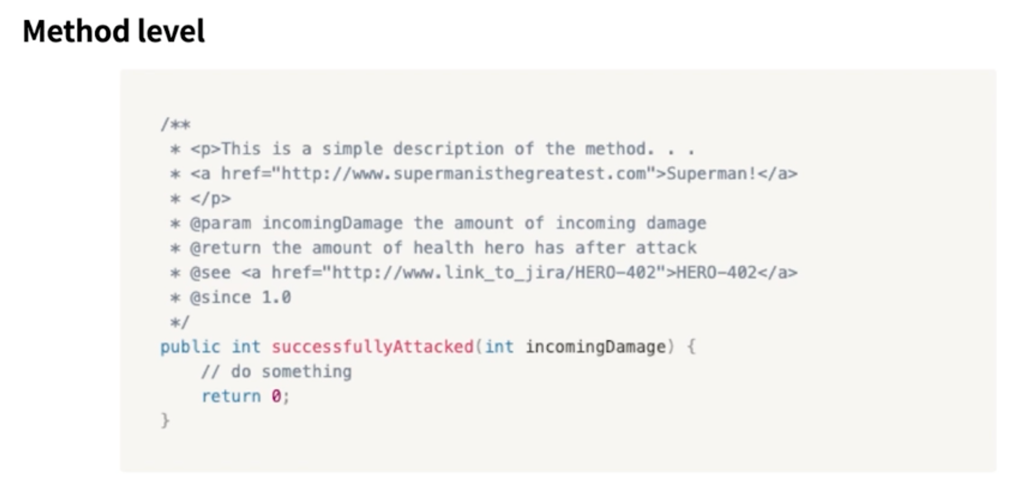 Method level
/**
 * <p>This is a simple description of the method. . .
 * <a href="http://www.supermanisthegreatest.com">Superman!</a>
 * </p>
 * @param incomingDamage the amount of incoming damage
 * @return the amount of health hero has after attack
 * @see <a href="http://www.link_to_jira/HERO-402">HERO-402</a>
 * @since 1.0
 */
public int successfullyAttacked(int incomingDamage) {
    // do something
    return 0;
}